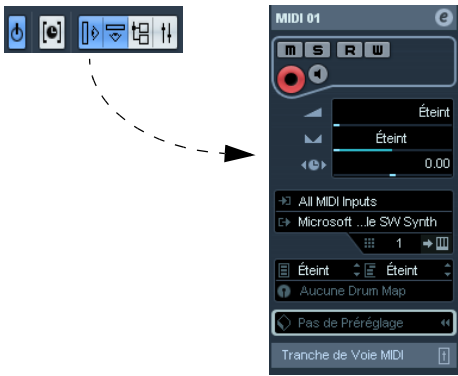 MIDI 01 e
M S R W
Éteint
Éteint
0.00
All MIDI Inputs
Microsoft ...le SW Synth
1
Éteint Éteint
Aucune Drum Map
Pas de Préréglage
Tranche de Voie MIDI